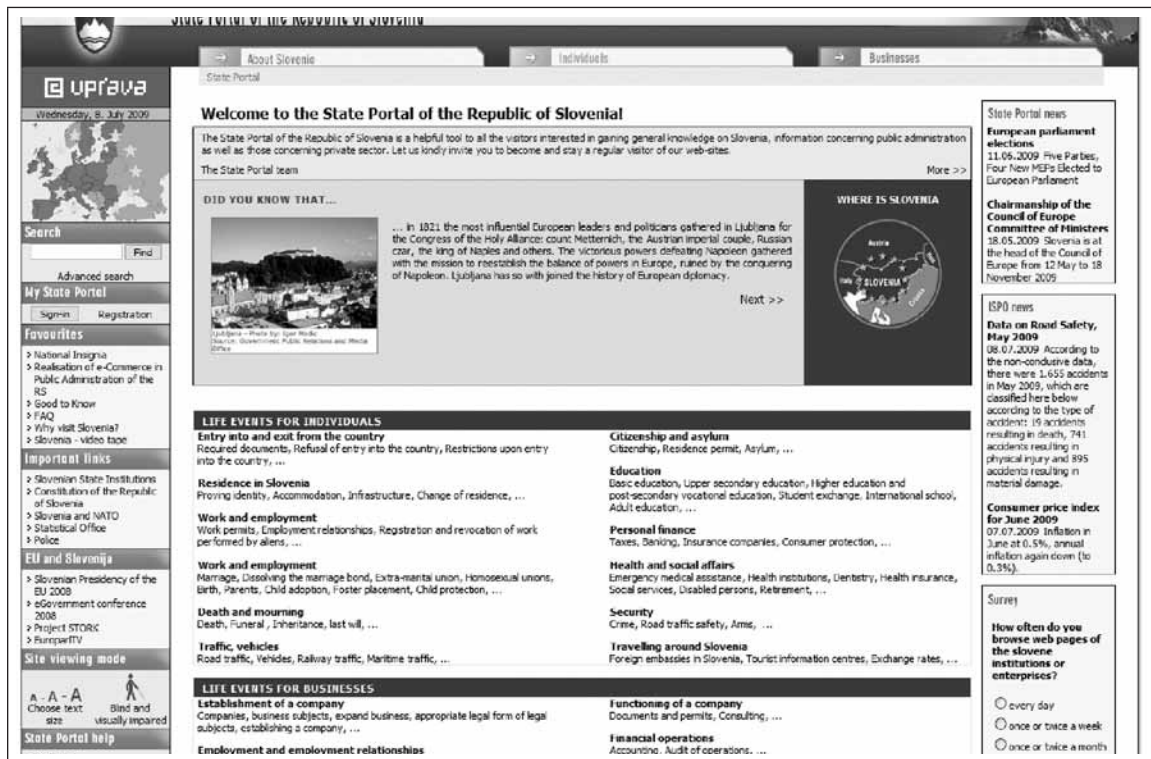 State Portal of the Republic of Slovenia
About Slovenia
Individuals
Businesses
State Portal
e uprava
Wednesday, 8. July 2009
Search
Find
Advanced search
My State Portal
Sign-in
Registration
Favourites
> National Insignia
> Realisation of e-Commerce in
Public Administration of the
RS
> Good to Know
> FAQ
> Why visit Slovenia?
> Slovenia - video tape
Important links
> Slovenian State Institutions
> Constitution of the Republic
of Slovenia
> Slovenia and NATO
> Statistical Office
> Police
EU and Slovenija
> Slovenian Presidency of the
EU 2008
> eGovernment conference
2008
> Project STORK
> EuroparlTV
Site viewing mode
A - A - A
Choose text
size
Blind and
visually impaired
State Portal help
Welcome to the State Portal of the Republic of Slovenia!
The State Portal of the Republic of Slovenia is a helpful tool to all the visitors interested in gaining general knowledge on Slovenia, information concerning public administration
as well as those concerning private sector. Let us kindly invite you to become and stay a regular visitor of our web-sites.
The State Portal team
More >>
DID YOU KNOW THAT...
... in 1821 the most influential European leaders and politicians gathered in Ljubljana for
the Congress of the Holy Alliance: count Metternich, the Austrian imperial couple, Russian
czar, the king of Naples and others. The victorious powers defeating Napoleon gathered
with the mission to reestablish the balance of powers in Europe, ruined by the conquering
of Napoleon. Ljubljana has so with joined the history of European diplomacy.
Next >>
Ljubljana - Photo by: Igor Modic
Source: Government Public Relations and Media
Office
WHERE IS SLOVENIA
Austria
Italy
SLOVENIA
Croatia
LIFE EVENTS FOR INDIVIDUALS
Entry into and exit from the country
Required documents, Refusal of entry into the country, Restrictions upon entry
into the country, ...
Residence in Slovenia
Proving identity, Accommodation, Infrastructure, Change of residence, ...
Work and employment
Work permits, Employment relationships, Registration and revocation of work
performed by aliens, ...
Work and employment
Marriage, Dissolving the marriage bond, Extra-marital union, Homosexual unions,
Birth, Parents, Child adoption, Foster placement, Child protection, ...
Death and mourning
Death, Funeral , Inheritance, last will, ...
Traffic, vehicles
Road traffic, Vehicles, Railway traffic, Maritime traffic, ...
Citizenship and asylum
Citizenship, Residence permit, Asylum, ...
Education
Basic education, Upper secondary education, Higher education and
post-secondary vocational education, Student exchange, International school,
Adult education, ...
Personal finance
Taxes, Banking, Insurance companies, Consumer protection, ...
Health and social affairs
Emergency medical assistance, Health institutions, Dentistry, Health insurance,
Social services, Disabled persons, Retirement, ...
Security
Crime, Road traffic safety, Arms, ...
Travelling around Slovenia
Foreign embassies in Slovenia, Tourist information centres, Exchange rates, ...
LIFE EVENTS FOR BUSINESSES
Establishment of a company
Companies, business subjects, expand business, appropriate legal form of legal
subjects, establishing a company, ...
Employment and employment relationships
Functioning of a company
Documents and permits, Consulting, ...
Financial operations
Accounting, Audit of operations, ...
State Portal news
European parliament
elections
11.06.2009 Five Parties,
Four New MEPs Elected to
European Parliament
Chairmanship of the
Council of Europe
Committee of Ministers
18.05.2009 Slovenia is at
the head of the Council of
Europe from 12 May to 18
November 2009
ISPO news
Data on Road Safety,
May 2009
08.07.2009 According to
the non-condusive data,
there were 1.655 accidents
in May 2009, which are
classified here below
according to the type of
accident: 19 accidents
resulting in death, 741
accidents resulting in
physical injury and 895
accidents resulting in
material damage.
Consumer price index
for June 2009
07.07.2009 Inflation in
June at 0.5%, annual
inflation again down (to
0.3%).
Survey
How often do you
browse web pages of
the slovene
institutions or
enterprises?
every day
once or twice a week
once or twice a month